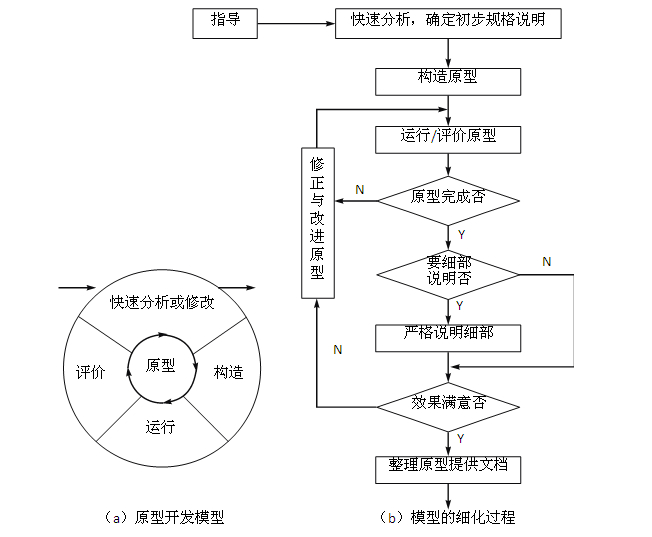 指导
快速分析，确定初步规格说明
构造原型
运行/评价原型
修正与改进原型
N
原型完成否
Y
要细部
说明否
N
Y
严格说明细部
N
效果满意否
Y
整理原型提供文档
快速分析或修改
评价
原型
构造
运行
（a）原型开发模型
（b）模型的细化过程